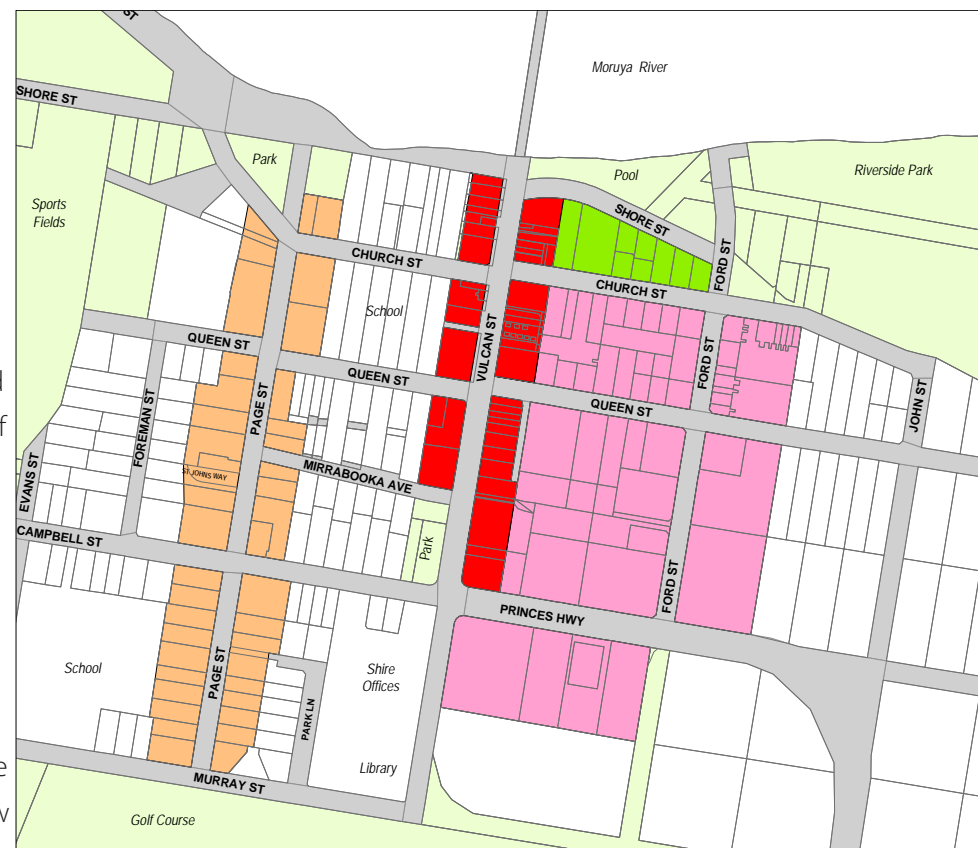 ST
Moruya River
SHORE ST
Park
Pool
Riverside Park
Sports
Fields
SHORE ST
FORD ST
CHURCH ST
CHURCH ST
School
VULCAN ST
QUEEN ST
QUEEN ST
QUEEN ST
FORD ST
JOHN ST
d
f
PAGE ST
FOREMAN ST
EVANS ST
ST JOHNS WAY
MIRRABOOKA AVE
CAMPBELL ST
Park
FORD ST
PRINCES HWY
School
PAGE ST
Shire
Offices
PARK LN
Library
e
w
MURRAY ST
Golf Course